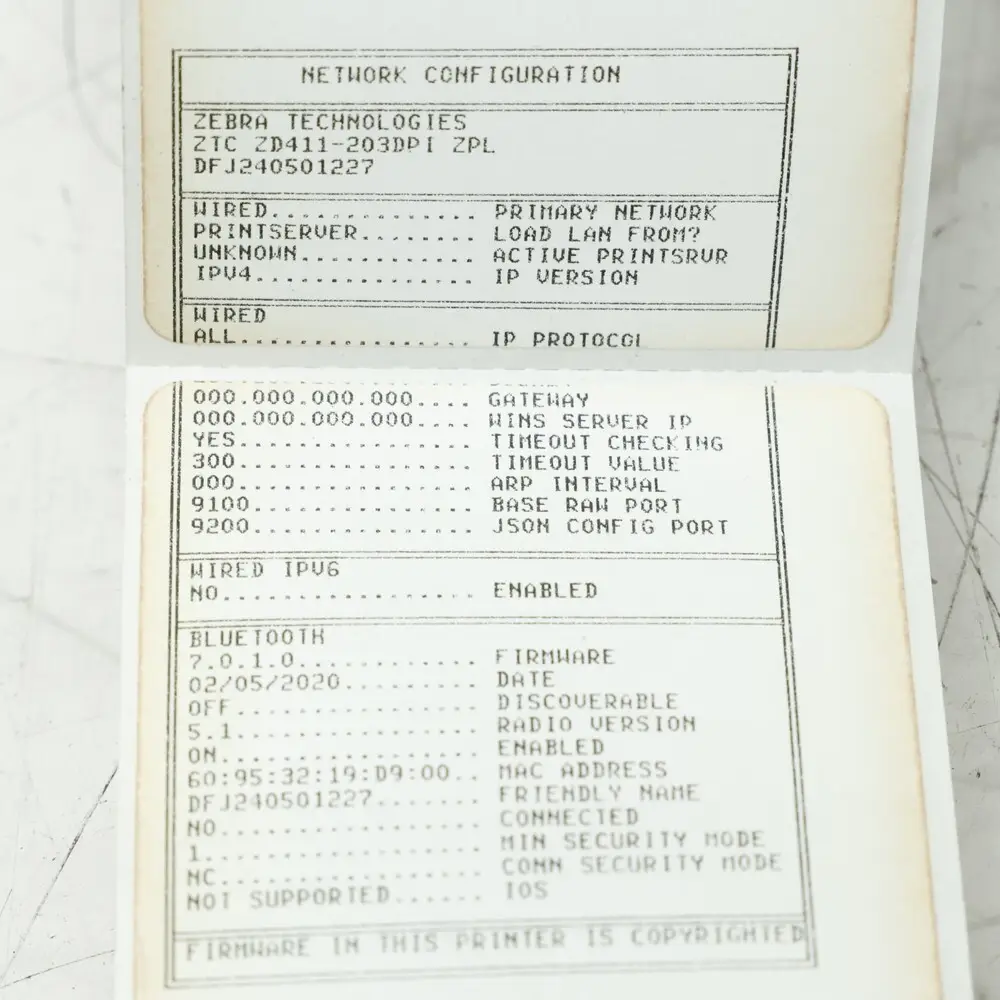 NETWORK CONFIGURATION
ZEBRA TECHNOLOGIES
ZTC ZD411-203DPI ZPL
DFJ240501227
WIRED.............. PRIMARY NETWORK
PRINTSERVER........ LOAD LAN FROM?
UNKNOWN............ ACTIVE PRINTSRVR
IPV4............... IP VERSION
WIRED
ALL................ IP PROTOCOL
000.000.000.000.... GATEWAY
000.000.000.000.... WINS SERVER IP
YES................ TIMEOUT CHECKING
300................ TIMEOUT VALUE
000................ ARP INTERVAL
9100............... BASE RAW PORT
9200............... JSON CONFIG PORT
WIRED IPV6
NO................. ENABLED
BLUETOOTH
7.0.1.0............ FIRMWARE
02/05/2020......... DATE
OFF................ DISCOVERABLE
5.1................ RADIO VERSION
ON................. ENABLED
60:95:32:19:D9:00.. MAC ADDRESS
DFJ240501227....... FRIENDLY NAME
NO................. CONNECTED
1.................. MIN SECURITY MODE
NC................. CONN SECURITY MODE
NOT SUPPORTED...... IOS
FIRMWARE IN THIS PRINTER IS COPYRIGHTED